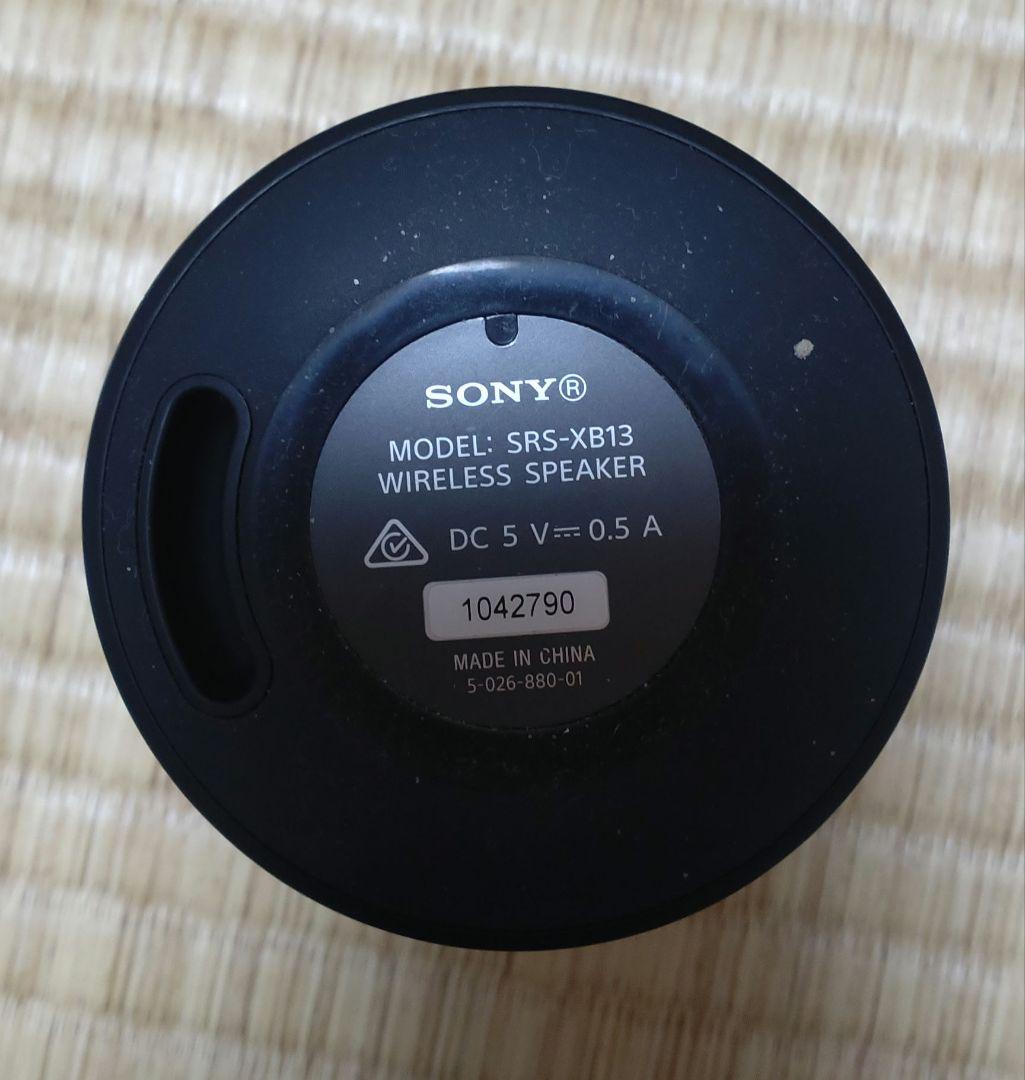 SONY®
MODEL: SRS-XB13
WIRELESS SPEAKER
DC 5 V⎓0.5 A
1042790
MADE IN CHINA
5-026-880-01